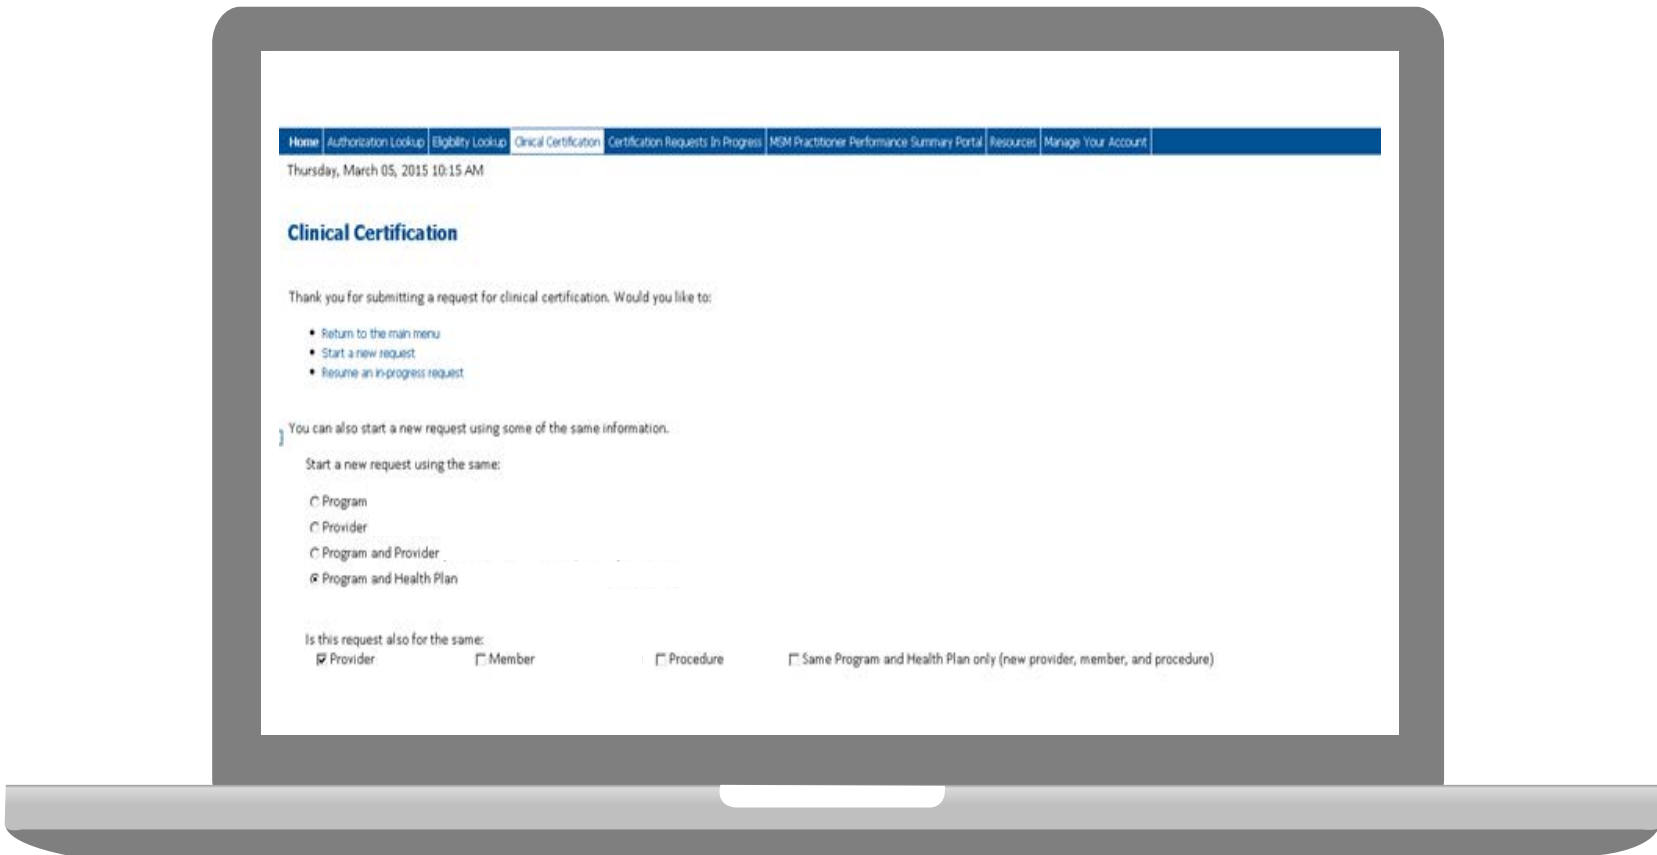 Home Authorization Lookup Eligibility Lookup Clinical Certification Certification Requests In Progress MSM Practitioner Performance Summary Portal Resources Manage Your Account
Thursday, March 05, 2015 10:15 AM
Clinical Certification
Thank you for submitting a request for clinical certification. Would you like to:
• Return to the main menu
• Start a new request
• Resume an in-progress request
You can also start a new request using some of the same information.
Start a new request using the same:
Program
Provider
Program and Provider
Program and Health Plan
Is this request also for the same:
Provider Member Procedure Same Program and Health Plan only (new provider, member, and procedure)